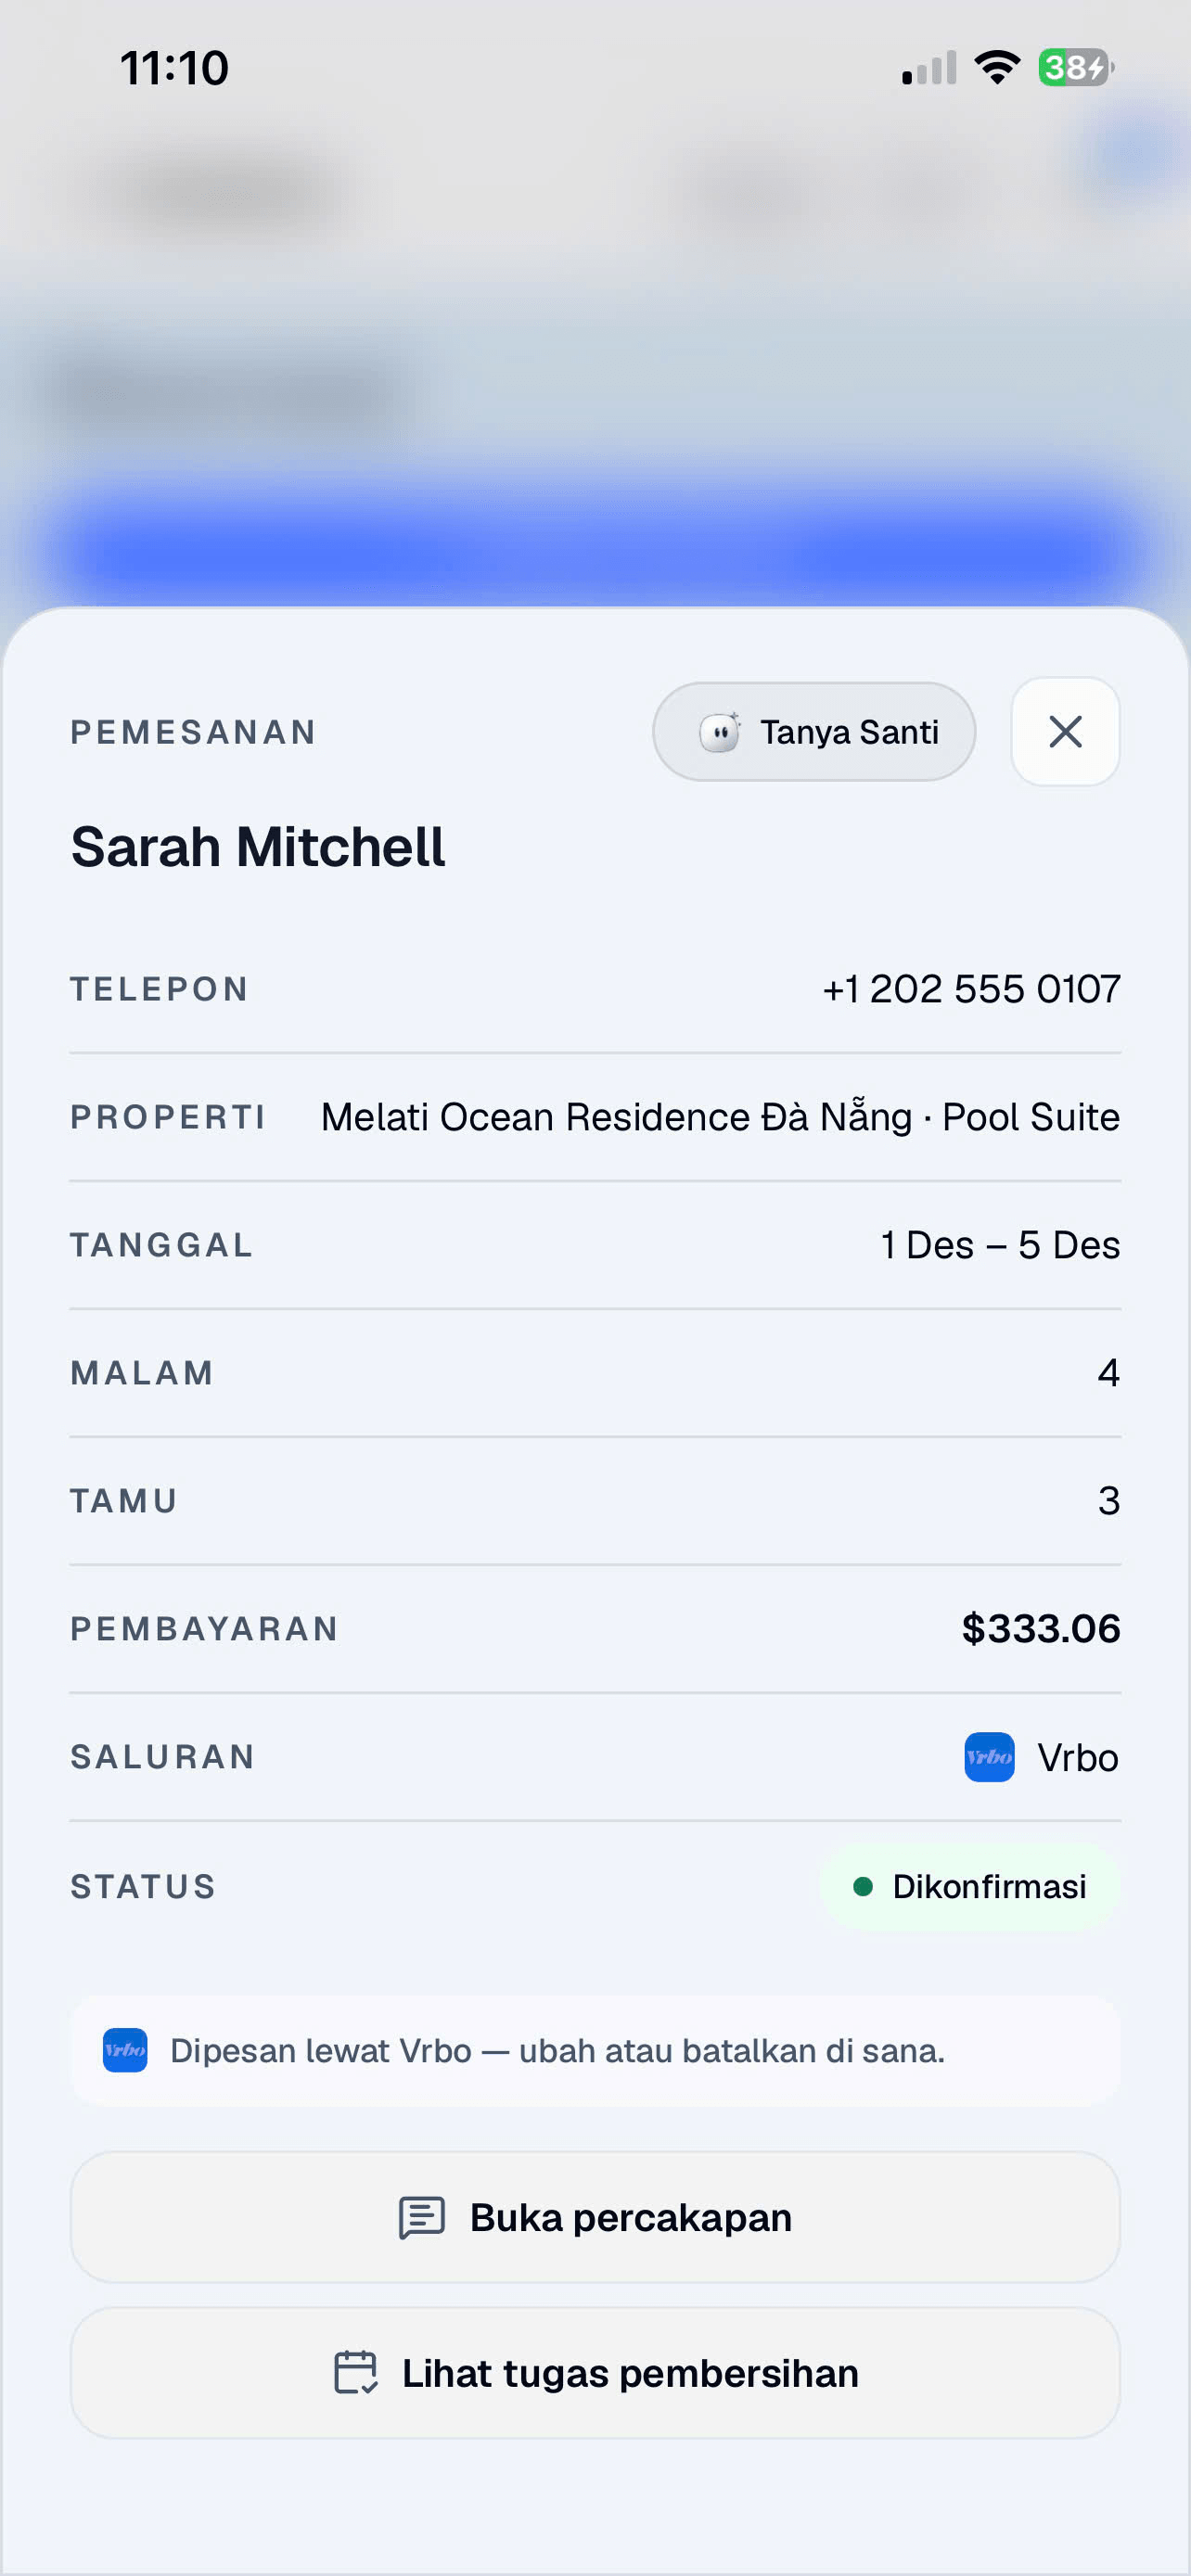 11:10
38
PEMESANAN
Tanya Santi
Sarah Mitchell
TELEPON +1 202 555 0107
PROPERTI Melati Ocean Residence Đà Nẵng · Pool Suite
TANGGAL 1 Des – 5 Des
MALAM 4
TAMU 3
PEMBAYARAN $333.06
SALURAN Vrbo Vrbo
STATUS Dikonfirmasi
Vrbo Dipesan lewat Vrbo — ubah atau batalkan di sana.
Buka percakapan
Lihat tugas pembersihan